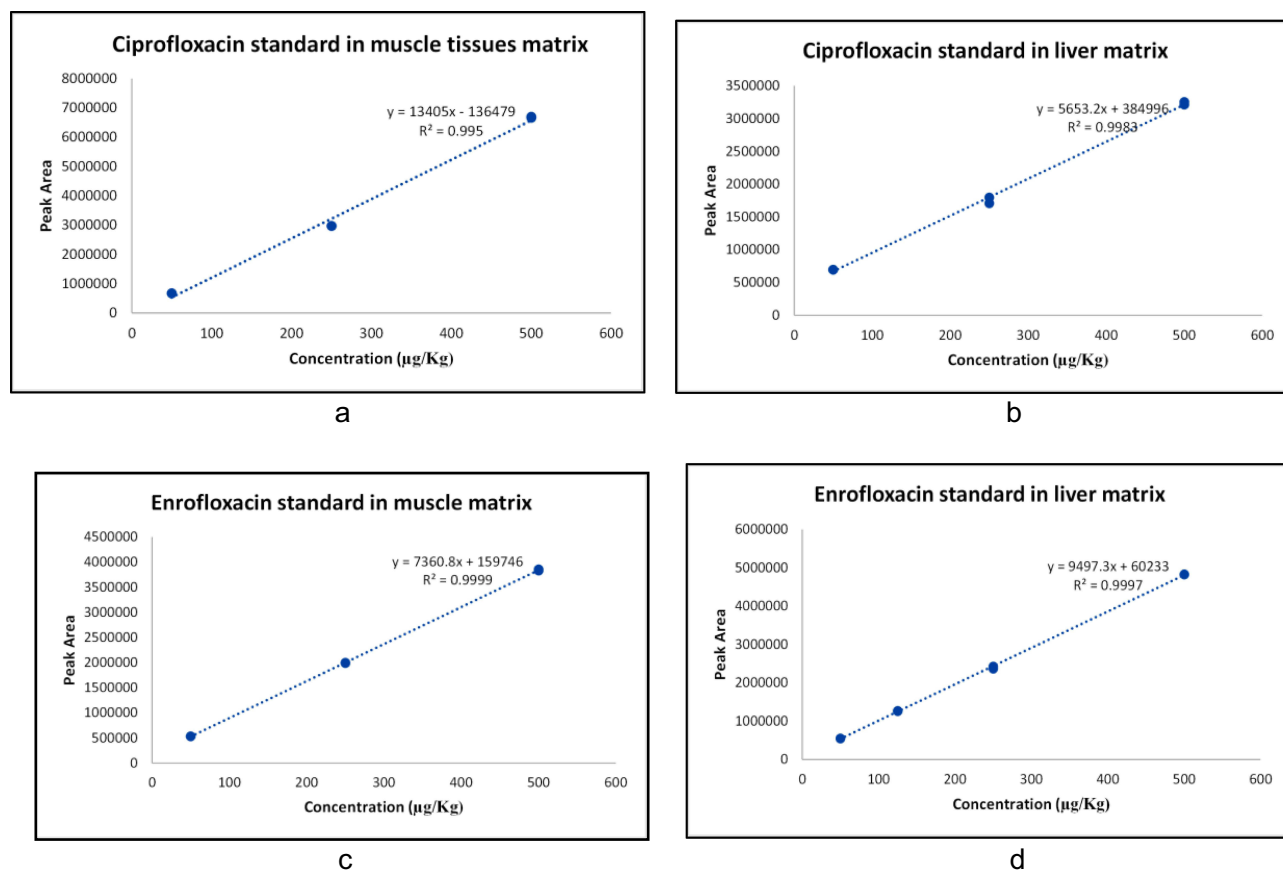 Ciprofloxacin standard in muscle tissues matrix
8000000
7000000
6000000
5000000
4000000
3000000
2000000
1000000
0
y = 13405x - 136479
R² = 0.995
Peak Area
0 100 200 300 400 500 600
Concentration (µg/Kg)
a
Ciprofloxacin standard in liver matrix
3500000
3000000
2500000
2000000
1500000
1000000
500000
0
y = 5653.2x + 384996
R² = 0.9983
Peak Area
0 100 200 300 400 500 600
Concentration (µg/Kg)
b
Enrofloxacin standard in muscle matrix
4500000
4000000
3500000
3000000
2500000
2000000
1500000
1000000
500000
0
y = 7360.8x + 159746
R² = 0.9999
Peak Area
0 100 200 300 400 500 600
Concentration (µg/Kg)
c
Enrofloxacin standard in liver matrix
6000000
5000000
4000000
3000000
2000000
1000000
0
y = 9497.3x + 60233
R² = 0.9997
Peak Area
0 100 200 300 400 500 600
Concentration (µg/Kg)
d